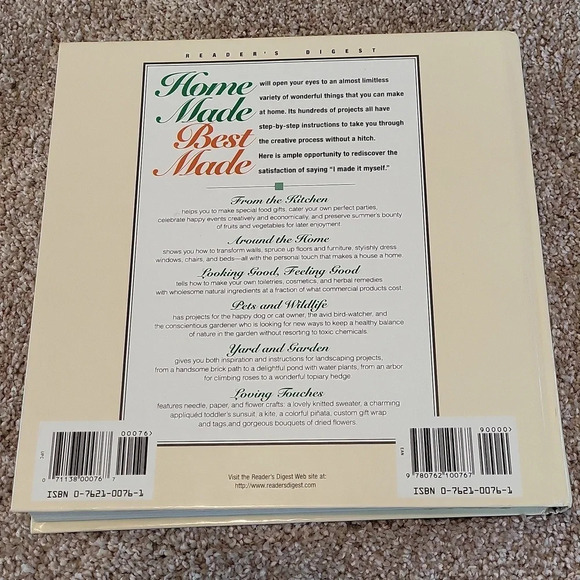 READER'S DIGEST
Home
Made
Best
Made
will open your eyes to an almost limitless
variety of wonderful things that you can make
at home. Its hundreds of projects all have
step-by-step instructions to take you through
the creative process without a hitch.
Here is ample opportunity to rediscover the
satisfaction of saying "I made it myself."
From the Kitchen
helps you to make special food gifts, cater your own perfect parties,
celebrate happy events creatively and economically, and preserve summer's bounty
of fruits and vegetables for later enjoyment
Around the Home
shows you how to transform walls, spruce up floors and furniture, stylishly dress
windows, chairs, and beds—all with the personal touch that makes a house a home.
Looking Good, Feeling Good
tells how to make your own toiletries, cosmetics, and herbal remedies
with wholesome natural ingredients at a fraction of what commercial products cost.
Pets and Wildlife
has projects for the happy dog or cat owner, the avid bird-watcher, and
the conscientious gardener who is looking for new ways to keep a healthy balance
of nature in the garden without resorting to toxic chemicals.
Yard and Garden
gives you both inspiration and instructions for landscaping projects,
from a handsome brick path to a delightful pond with water plants, from an arbor
for climbing roses to a wonderful topiary hedge
Loving Touches
features needle, paper, and flower crafts: a lovely knitted sweater, a charming
appliquéd toddler's sunsuit. a kite, a colorful piñata, custom gift wrap
and tags,and gorgeous bouquets of dried flowers.
00076
0 71138 00076 7
ISBN 0-7621-0076-1
Visit the Reader's Digest Web site at:
http://www.readersdigest.com
90000
EAN
9 780762 100767
ISBN 0-7621-0076-1